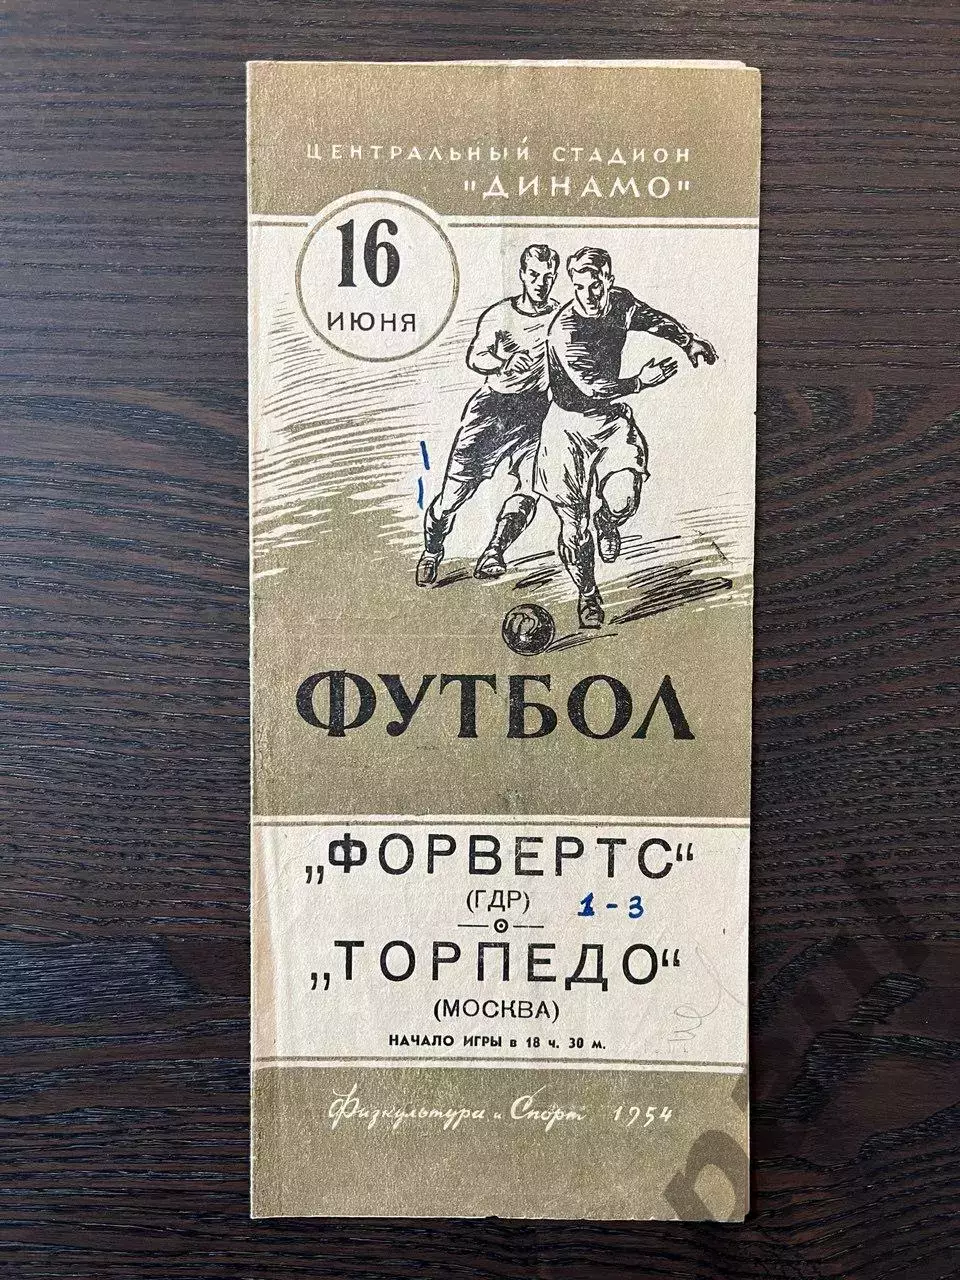 ЦЕНТРАЛЬНЫЙ СТАДИОН
"ДИНАМО"
16
ИЮНЯ
ФУТБОЛ
„ФОРВЕРТС“
(ГДР) 1-3
„ТОРПЕДО“
(МОСКВА)
НАЧАЛО ИГРЫ в 18 ч. 30 м.
Физкультура и Спорт 1954